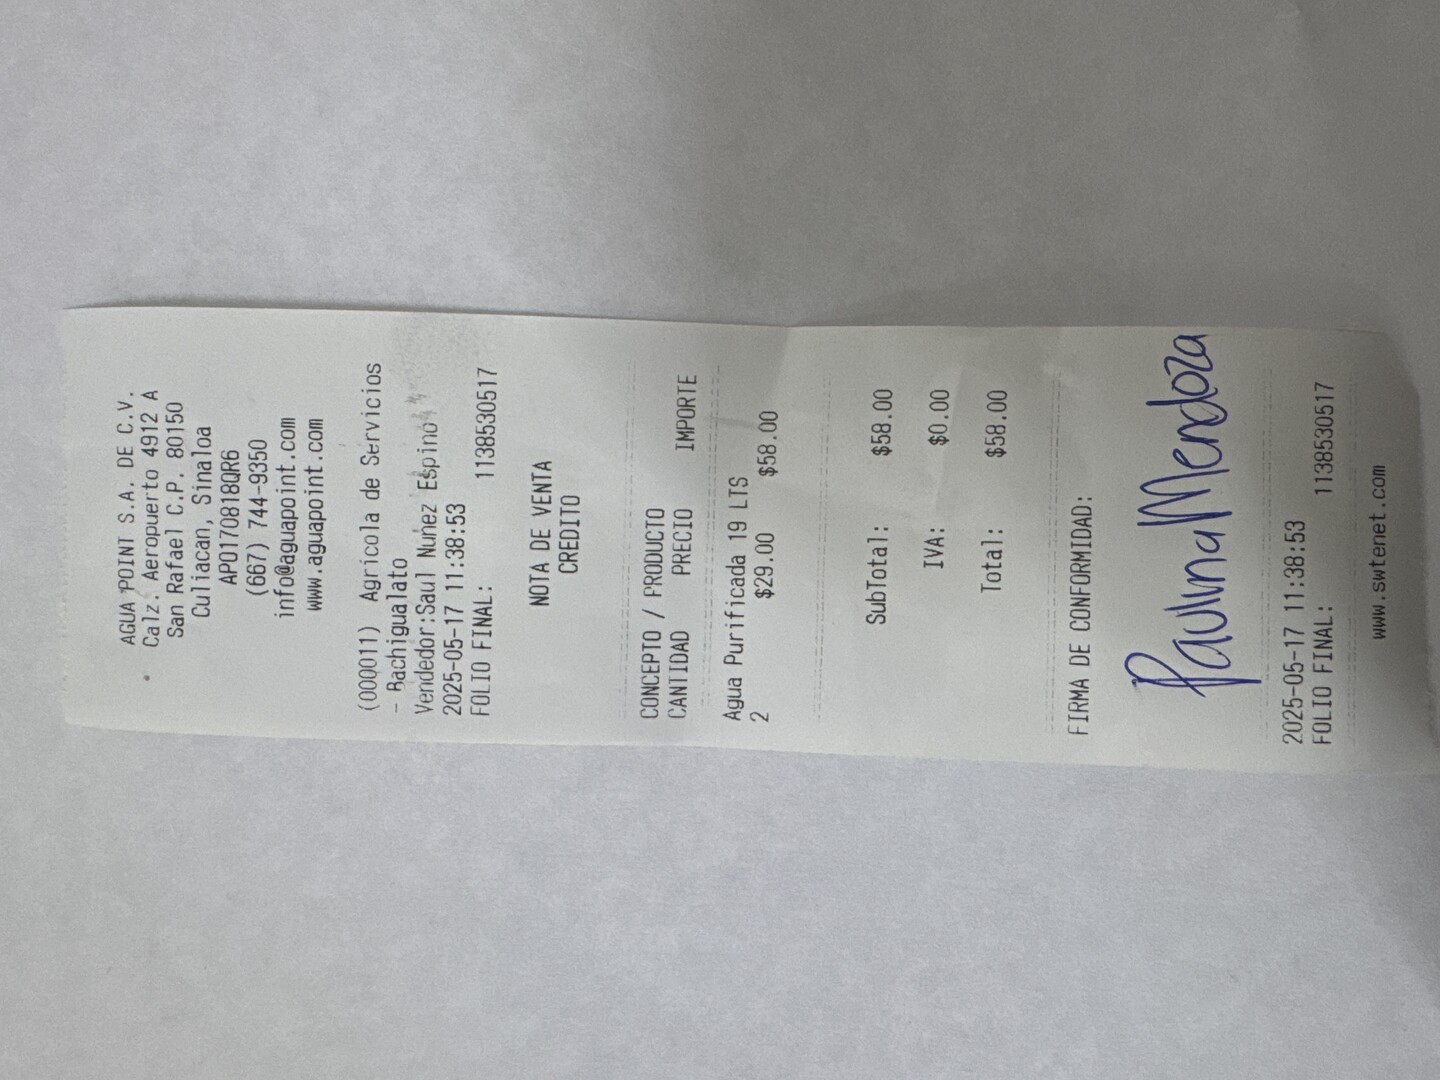 AGUA POINT S.A. DE C.V.
Calz. Aeropuerto 4912 A
San Rafael C.P. 80150
Culiacan, Sinaloa
APO170818QR6
(667) 744-9350
info@aguapoint.com
www.aguapoint.com
(000011) Agricola de Servicios
- Bachigualato
Vendedor:Saul Nuñez Espino
2025-05-17 11:38:53
FOLIO FINAL: 1138530517
NOTA DE VENTA
CREDITO
CONCEPTO / PRODUCTO
CANTIDAD PRECIO IMPORTE
Agua Purificada 19 LTS
2 $29.00 $58.00
SubTotal: $58.00
IVA: $0.00
Total: $58.00
FIRMA DE CONFORMIDAD:
Paulina Mendoza
2025-05-17 11:38:53
FOLIO FINAL: 1138530517
www.swtenet.com